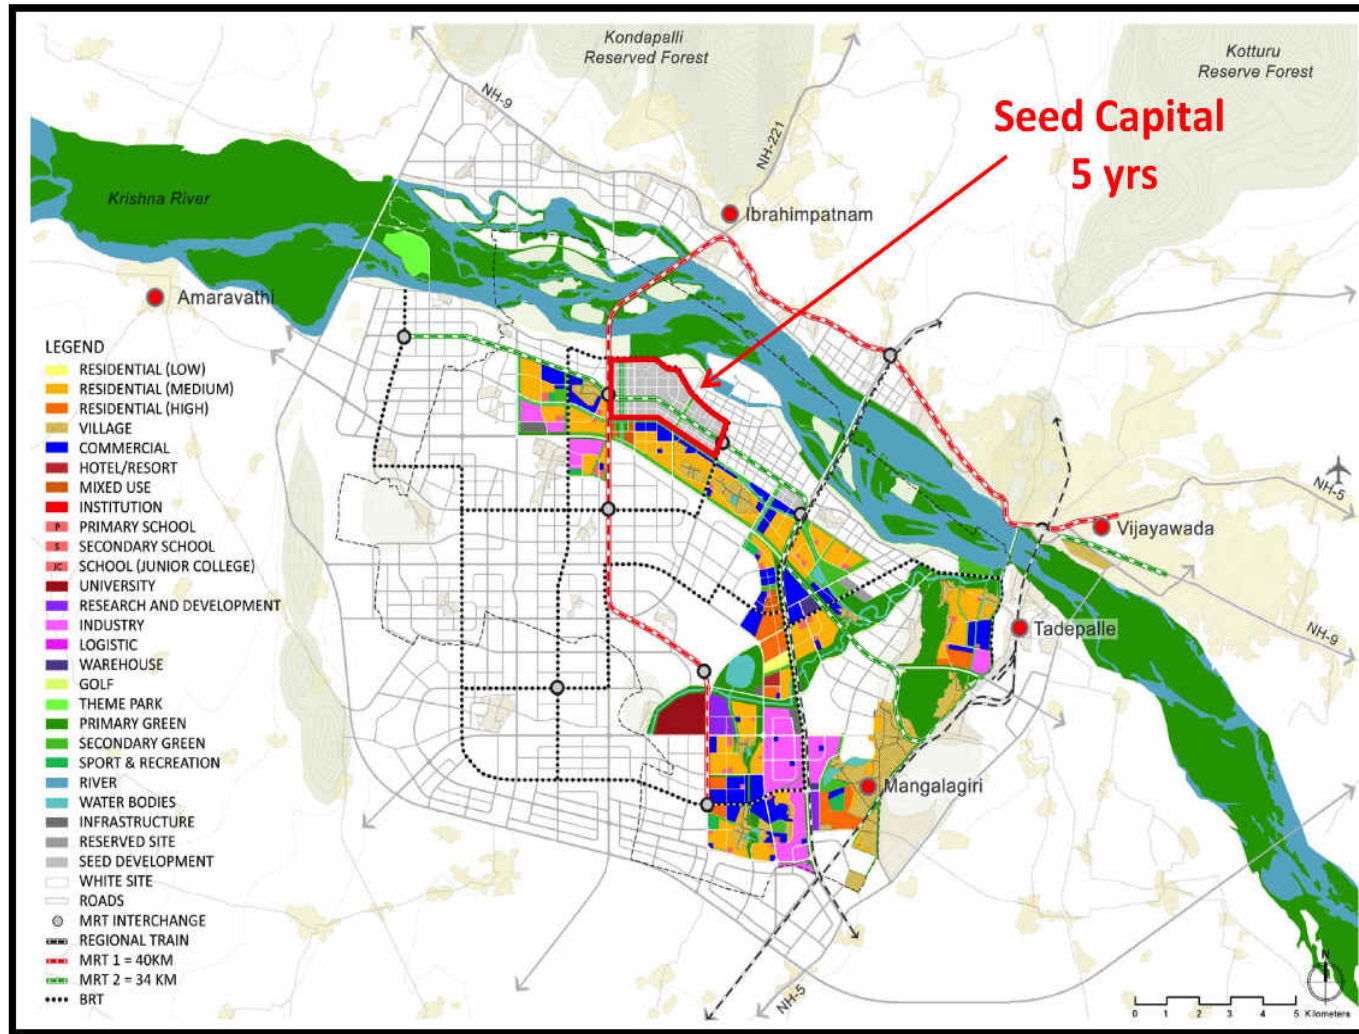 Kondapalli
Reserved Forest
Kotturu
Reserve Forest
NH-9
NH-221
Seed Capital
5 yrs
Krishna River
Ibrahimpatnam
Amaravathi
NH-5
Vijayawada
NH-9
Tadepalle
Mangalagiri
NH-5
LEGEND
RESIDENTIAL (LOW)
RESIDENTIAL (MEDIUM)
RESIDENTIAL (HIGH)
VILLAGE
COMMERCIAL
HOTEL/RESORT
MIXED USE
INSTITUTION
P PRIMARY SCHOOL
S SECONDARY SCHOOL
JC SCHOOL (JUNIOR COLLEGE)
UNIVERSITY
RESEARCH AND DEVELOPMENT
INDUSTRY
LOGISTIC
WAREHOUSE
GOLF
THEME PARK
PRIMARY GREEN
SECONDARY GREEN
SPORT & RECREATION
RIVER
WATER BODIES
INFRASTRUCTURE
RESERVED SITE
SEED DEVELOPMENT
WHITE SITE
ROADS
MRT INTERCHANGE
REGIONAL TRAIN
MRT 1 = 40KM
MRT 2 = 34 KM
BRT
N
0 1 2 3 4 5 Kilometers